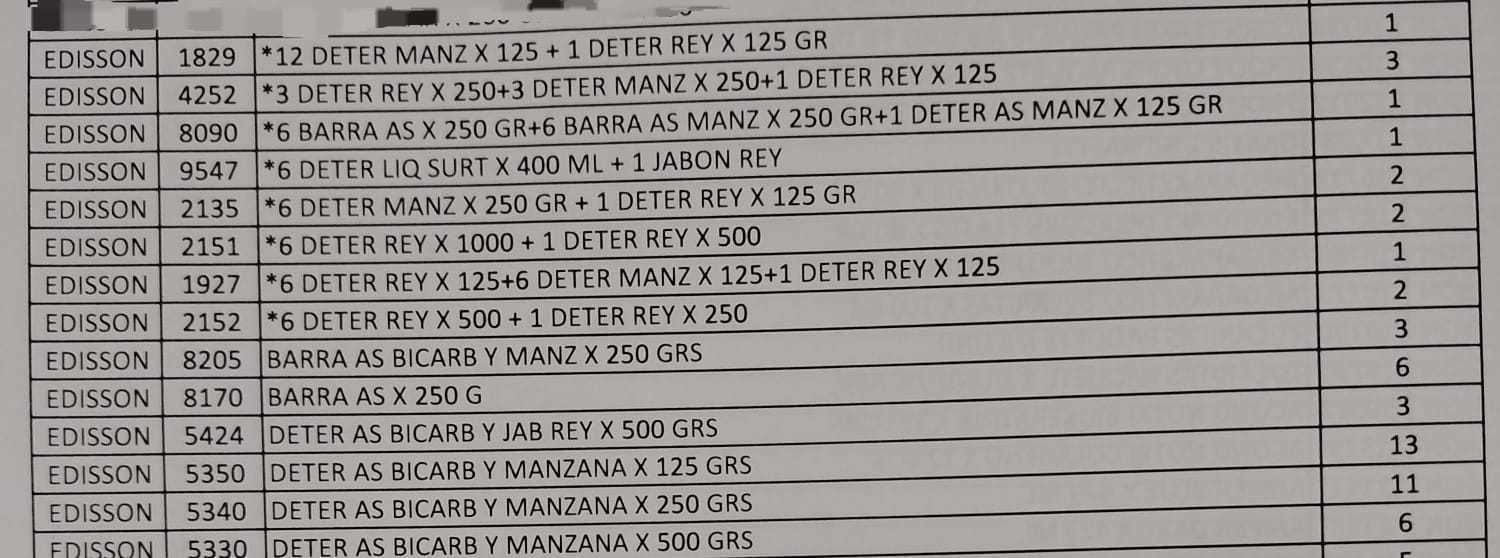 EDISSON 1829 *12 DETER MANZ X 125 + 1 DETER REY X 125 GR 1
EDISSON 4252 *3 DETER REY X 250+3 DETER MANZ X 250+1 DETER REY X 125 3
EDISSON 8090 *6 BARRA AS X 250 GR+6 BARRA AS MANZ X 250 GR+1 DETER AS MANZ X 125 GR 1
EDISSON 9547 *6 DETER LIQ SURT X 400 ML + 1 JABON REY 1
EDISSON 2135 *6 DETER MANZ X 250 GR + 1 DETER REY X 125 GR 2
EDISSON 2151 *6 DETER REY X 1000 + 1 DETER REY X 500 2
EDISSON 1927 *6 DETER REY X 125+6 DETER MANZ X 125+1 DETER REY X 125 1
EDISSON 2152 *6 DETER REY X 500 + 1 DETER REY X 250 2
EDISSON 8205 BARRA AS BICARB Y MANZ X 250 GRS 3
EDISSON 8170 BARRA AS X 250 G 6
EDISSON 5424 DETER AS BICARB Y JAB REY X 500 GRS 3
EDISSON 5350 DETER AS BICARB Y MANZANA X 125 GRS 13
EDISSON 5340 DETER AS BICARB Y MANZANA X 250 GRS 11
EDISSON 5330 DETER AS BICARB Y MANZANA X 500 GRS 6